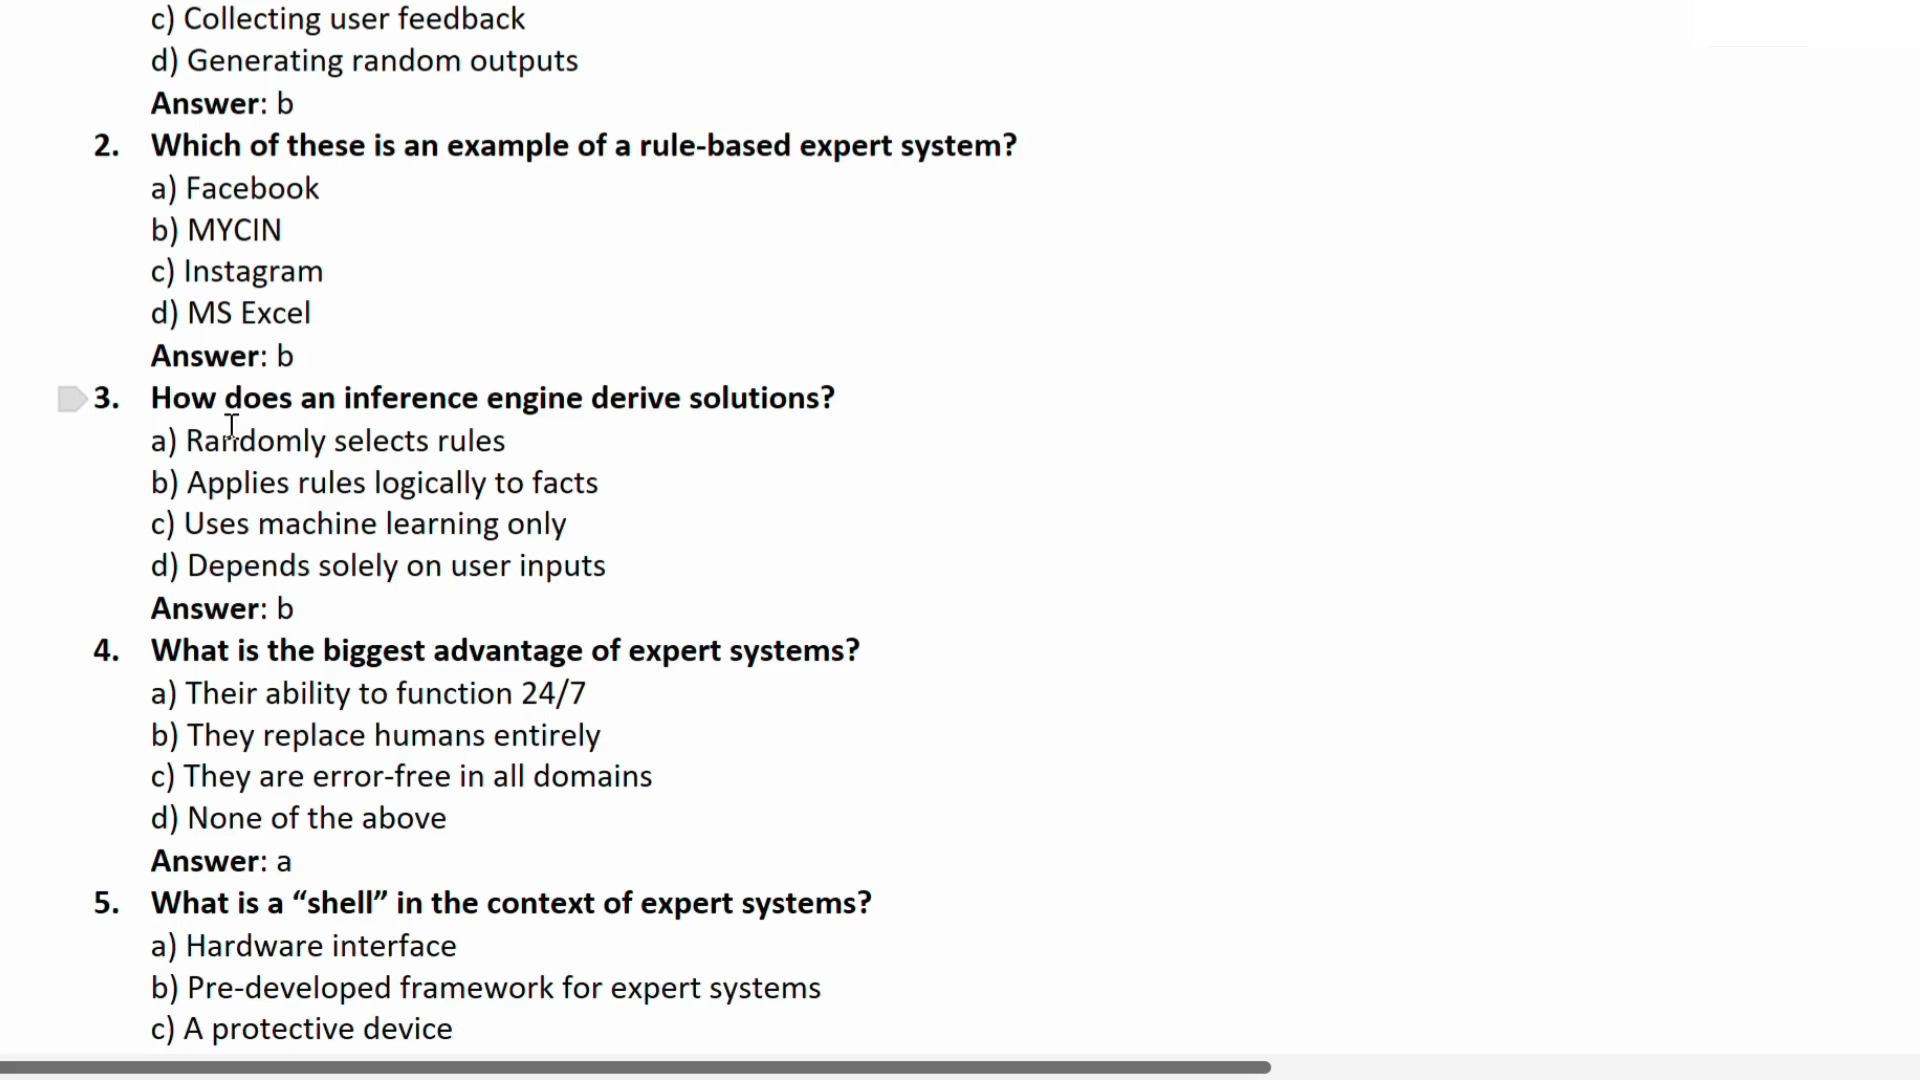 c) Collecting user feedback
d) Generating random outputs
Answer: b
2. Which of these is an example of a rule-based expert system?
a) Facebook
b) MYCIN
c) Instagram
d) MS Excel
Answer: b
3. How does an inference engine derive solutions?
a) Randomly selects rules
b) Applies rules logically to facts
c) Uses machine learning only
d) Depends solely on user inputs
Answer: b
4. What is the biggest advantage of expert systems?
a) Their ability to function 24/7
b) They replace humans entirely
c) They are error-free in all domains
d) None of the above
Answer: a
5. What is a “shell” in the context of expert systems?
a) Hardware interface
b) Pre-developed framework for expert systems
c) A protective device